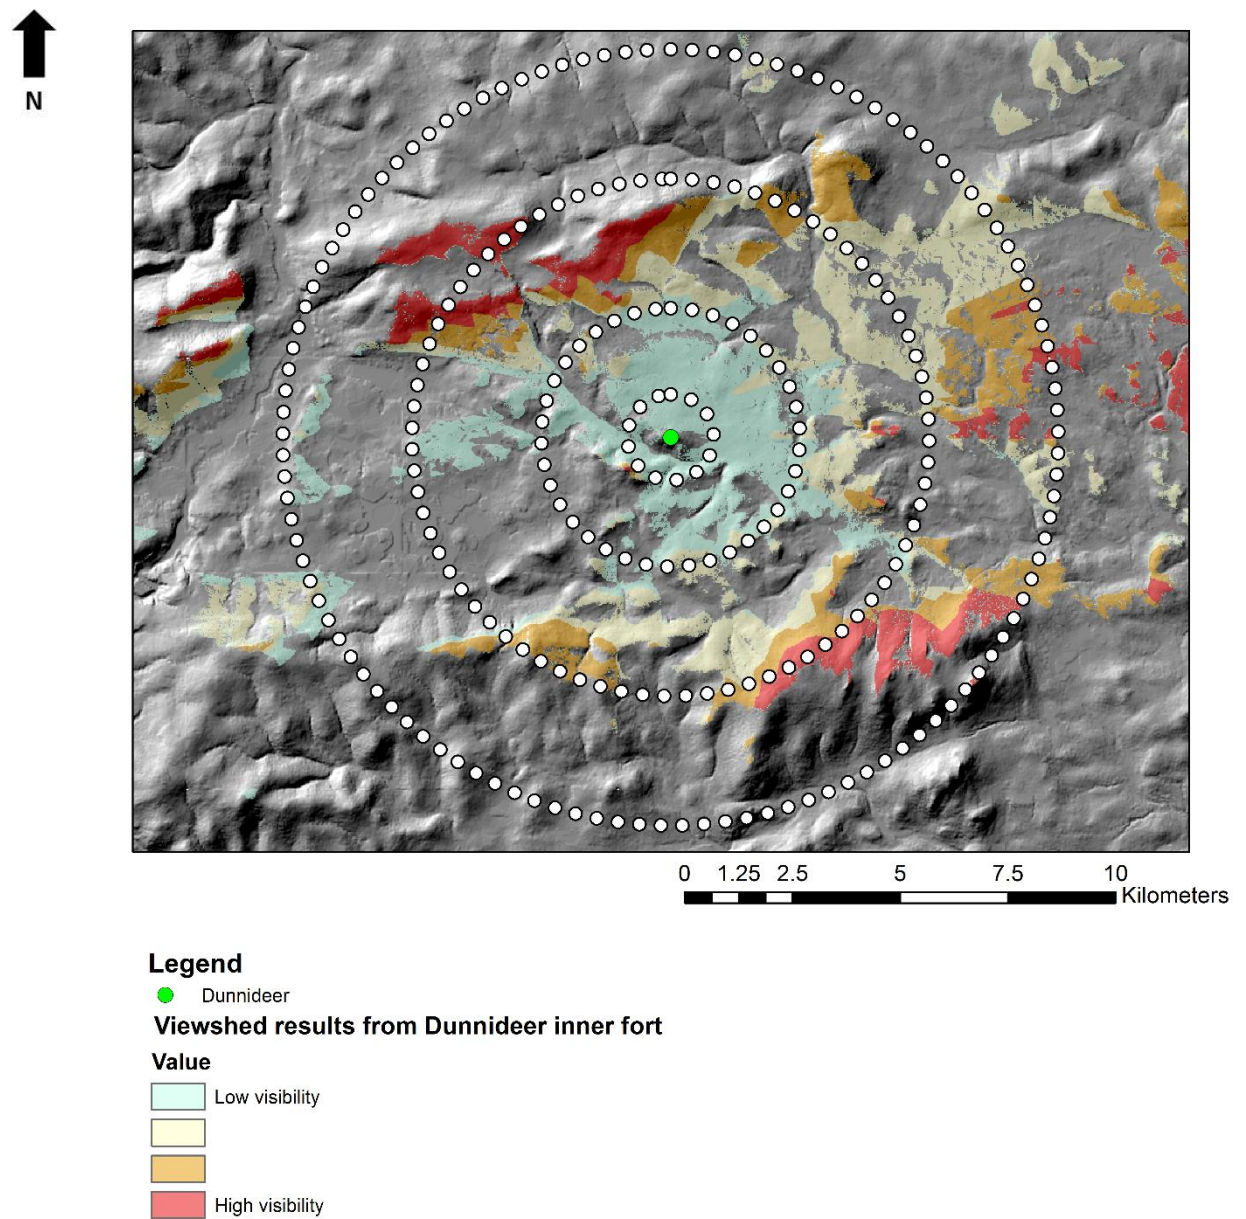 N
0 1.25 2.5 5 7.5 10
Kilometers
Legend
Dunnideer
Viewshed results from Dunnideer inner fort
Value
Low visibility
High visibility